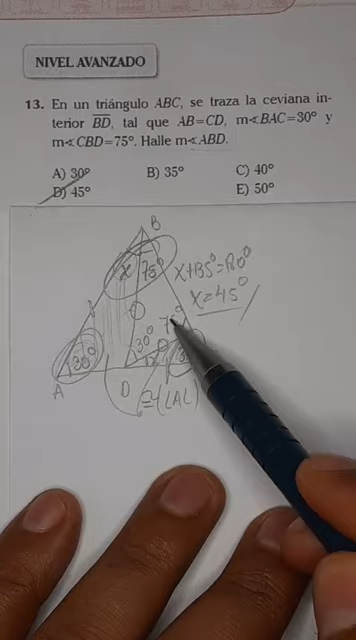 NIVEL AVANZADO
13. En un triángulo ABC, se traza la ceviana in-
terior BD, tal que AB=CD, m∢BAC=30° y
m∢CBD=75°. Halle m∢ABD.
A) 30°
B) 35°
C) 40°
D) 45°
E) 50°
B
x 75°
x+135°=180°
x=45°
30°
30°
A
D
≅(LAL)